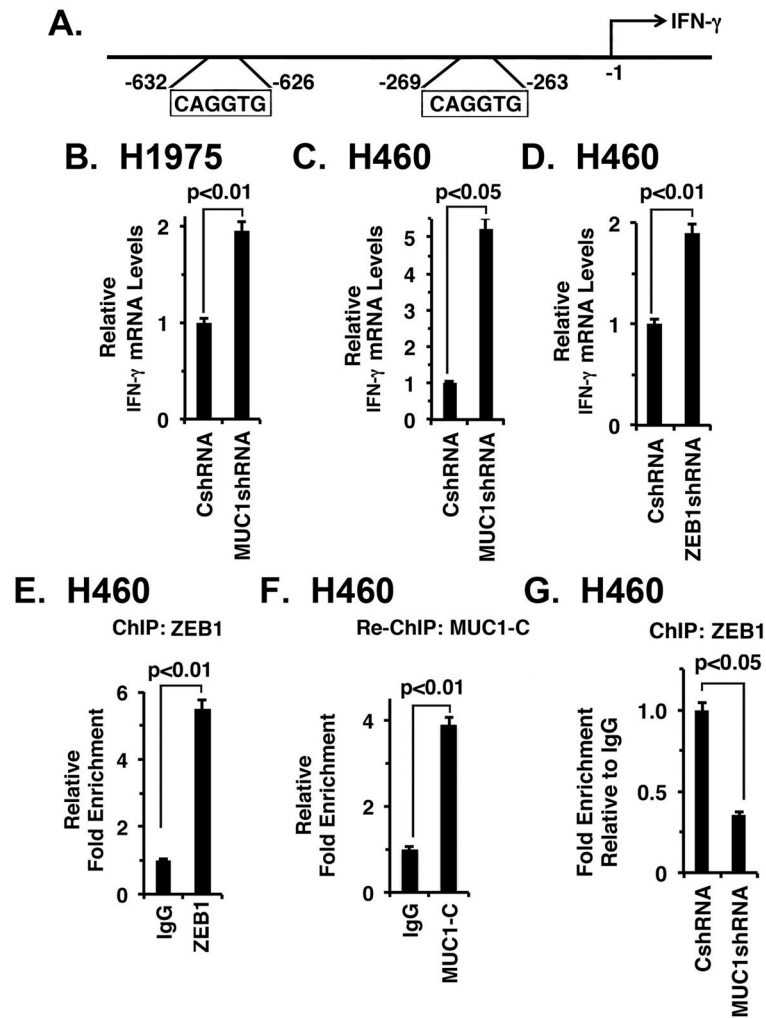 A.
IFN-γ
-632 -626 -269 -263 -1
CAGGTG CAGGTG
B. H1975
p<0.01
Relative
IFN-γ mRNA Levels
2
1
0
CshRNA
MUC1shRNA
C. H460
p<0.05
Relative
IFN-γ mRNA Levels
5
4
3
2
1
0
CshRNA
MUC1shRNA
D. H460
p<0.01
Relative
IFN-γ mRNA Levels
2
1
0
CshRNA
ZEB1shRNA
E. H460
ChIP: ZEB1
p<0.01
Relative
Fold Enrichment
6
4
2
0
IgG
ZEB1
F. H460
Re-ChIP: MUC1-C
p<0.01
Relative
Fold Enrichment
4
2
0
IgG
MUC1-C
G. H460
ChIP: ZEB1
p<0.05
Fold Enrichment
Relative to IgG
1.0
0.5
0
CshRNA
MUC1shRNA